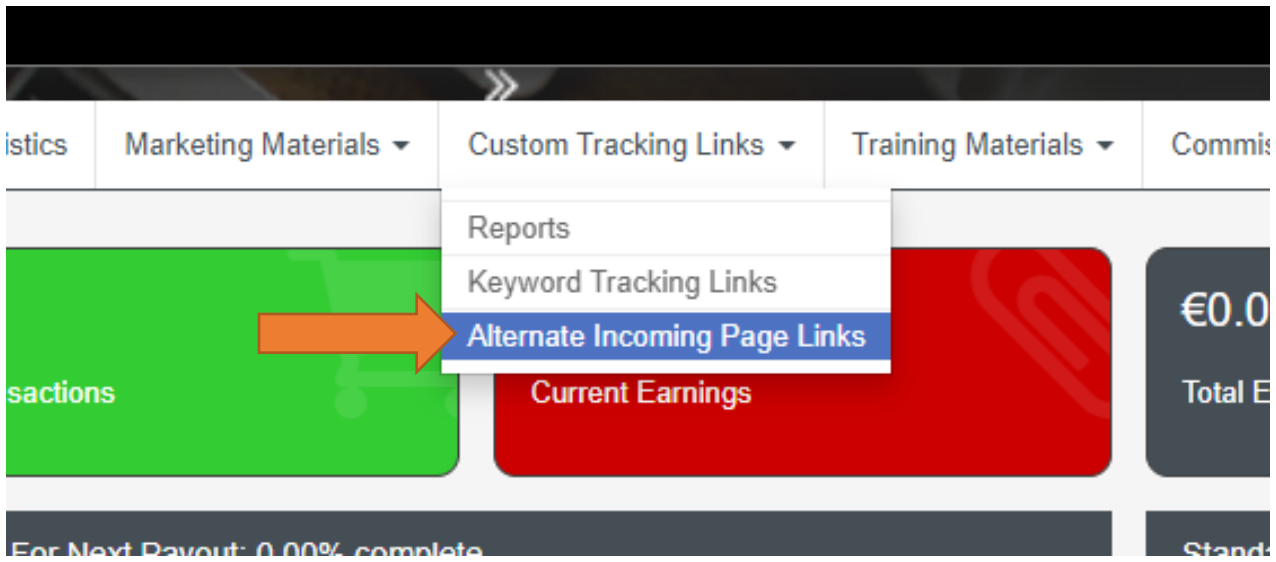 istics Marketing Materials Custom Tracking Links Training Materials Commis
Reports
Keyword Tracking Links
Alternate Incoming Page Links
€0.0
sactions Current Earnings Total E
For Next Payout: 0.00% complete Standa